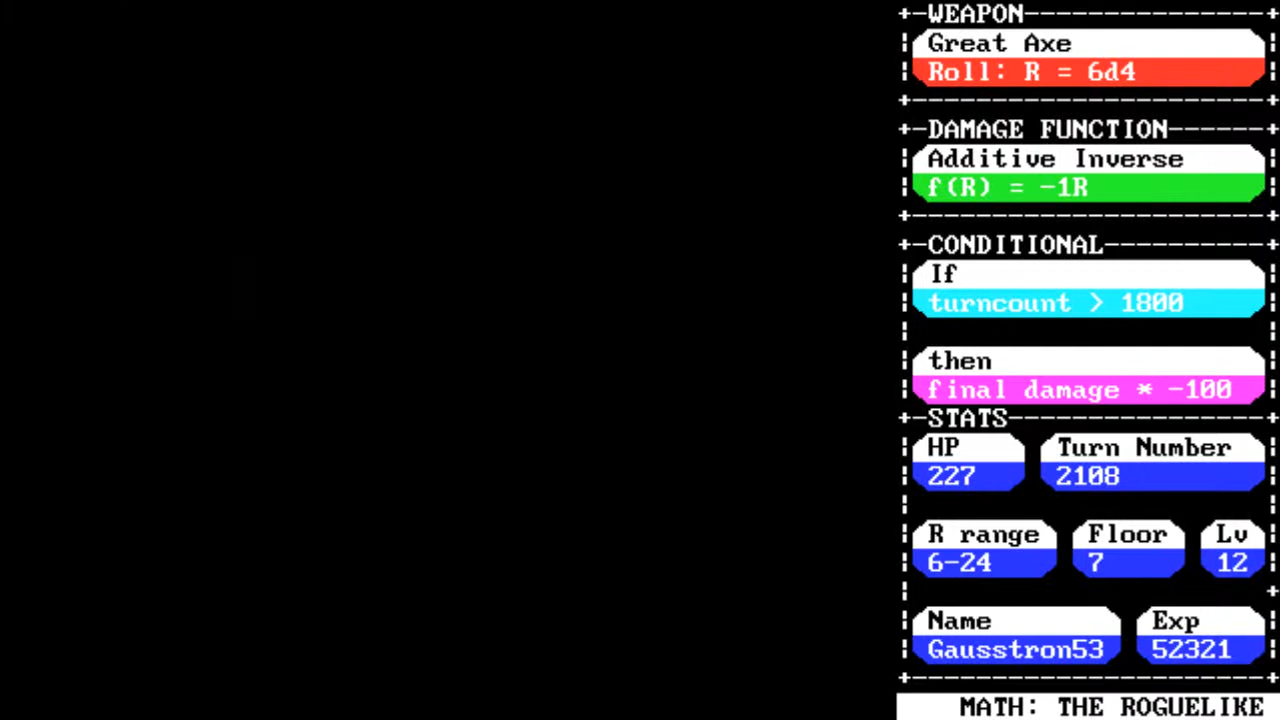 WEAPON
Great Axe
Roll: R = 6d4
DAMAGE FUNCTION
Additive Inverse
f(R) = -1R
CONDITIONAL
If
turncount > 1800
then
final damage * -100
STATS
HP Turn Number
227 2108
R range Floor Lv
6-24 7 12
Name Exp
Gausstron53 52321
MATH: THE ROGUELIKE